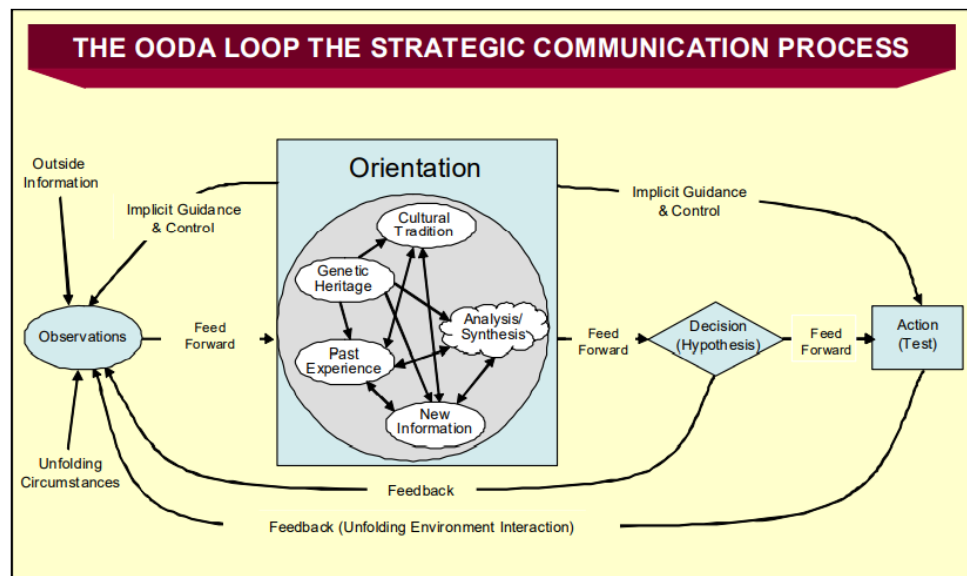 THE OODA LOOP THE STRATEGIC COMMUNICATION PROCESS
Orientation
Outside
Information
Implicit Guidance
& Control
Implicit Guidance
& Control
Cultural
Tradition
Genetic
Heritage
Analysis/
Synthesis
Past
Experience
New
Information
Observations
Feed
Forward
Feed
Forward
Decision
(Hypothesis)
Feed
Forward
Action
(Test)
Unfolding
Circumstances
Feedback
Feedback (Unfolding Environment Interaction)